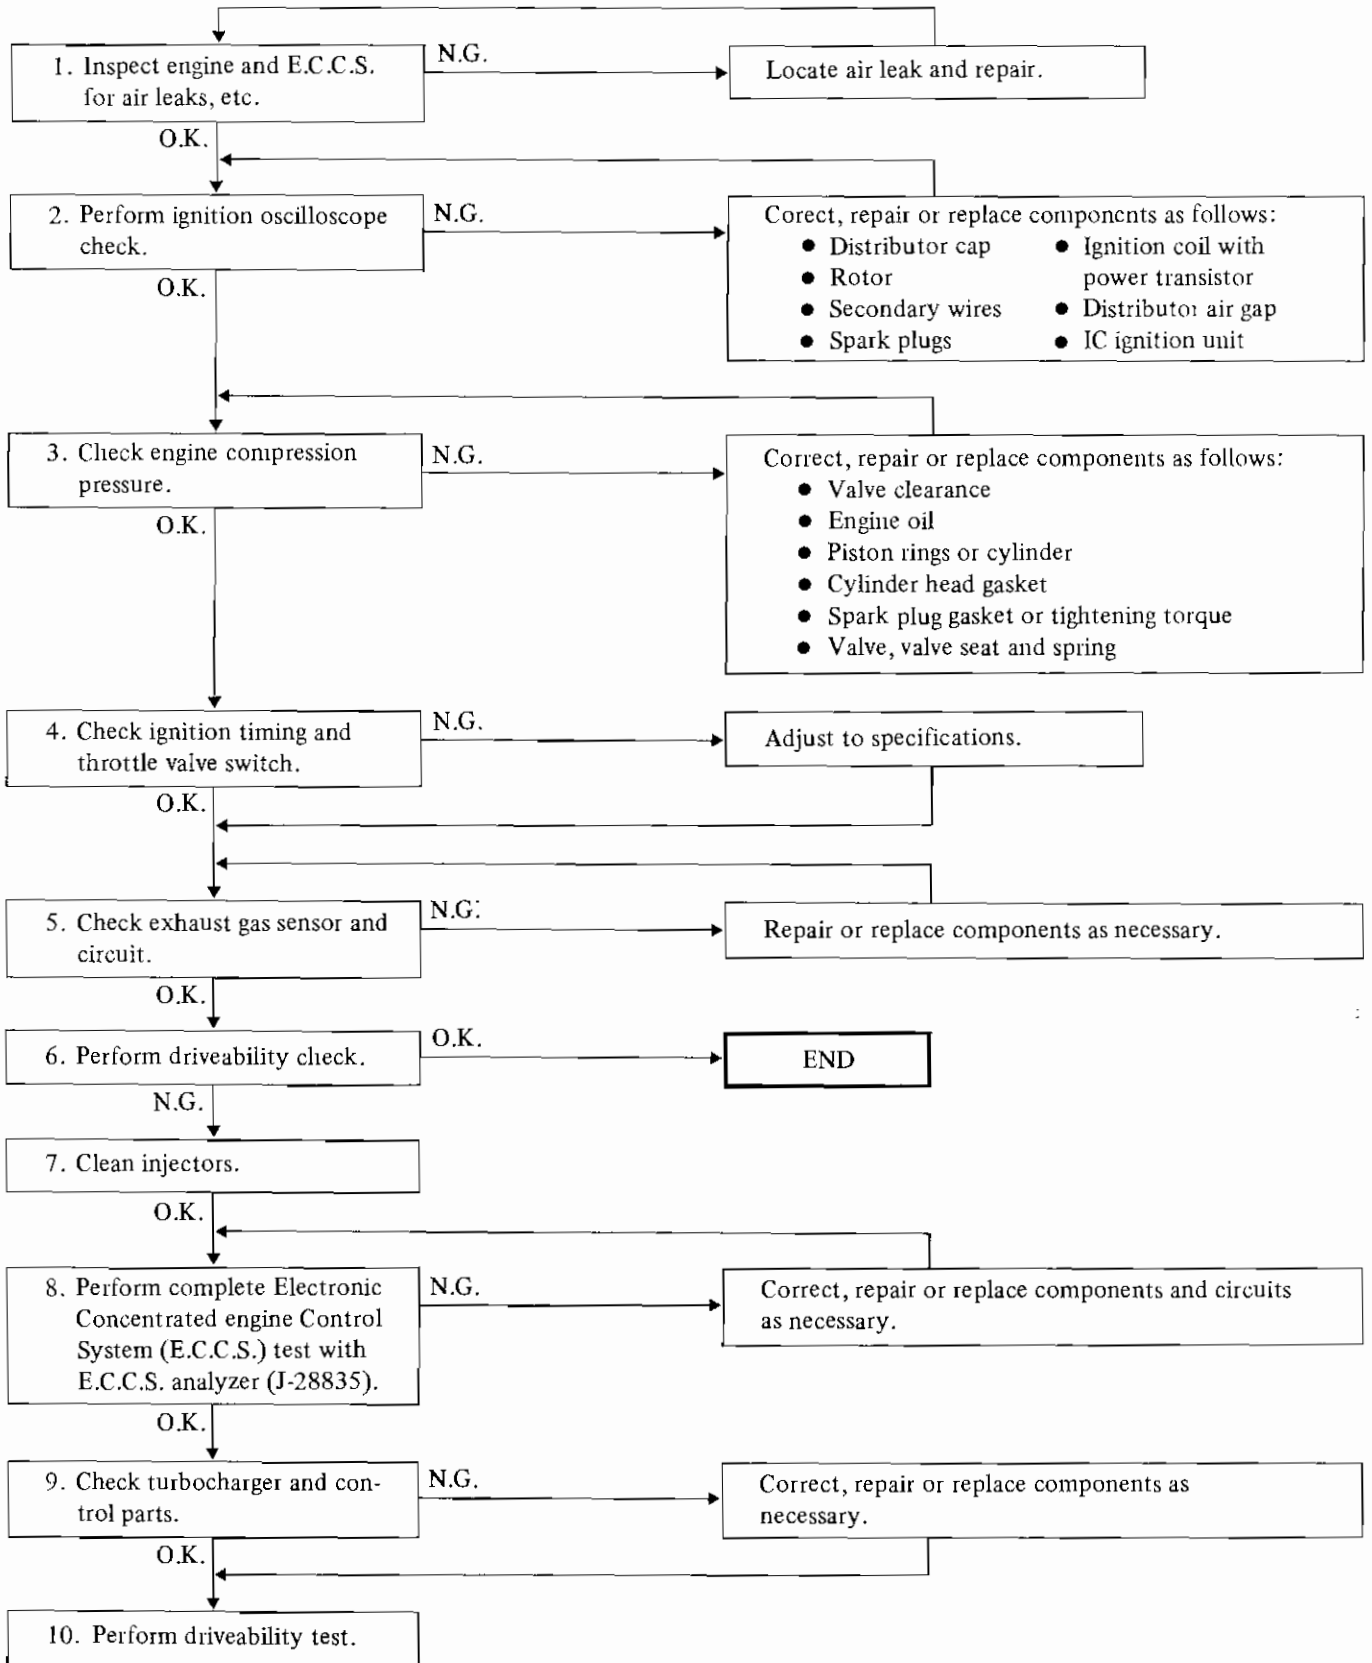 1. Inspect engine and E.C.C.S.
for air leaks, etc.
N.G.
Locate air leak and repair.
O.K.
2. Perform ignition oscilloscope
check.
N.G.
Corect, repair or replace components as follows:
● Distributor cap
● Rotor
● Secondary wires
● Spark plugs
● Ignition coil with
power transistor
● Distributor air gap
● IC ignition unit
O.K.
3. Check engine compression
pressure.
N.G.
Correct, repair or replace components as follows:
● Valve clearance
● Engine oil
● Piston rings or cylinder
● Cylinder head gasket
● Spark plug gasket or tightening torque
● Valve, valve seat and spring
O.K.
4. Check ignition timing and
throttle valve switch.
N.G.
Adjust to specifications.
O.K.
5. Check exhaust gas sensor and
circuit.
N.G.
Repair or replace components as necessary.
O.K.
6. Perform driveability check.
O.K.
END
N.G.
7. Clean injectors.
O.K.
8. Perform complete Electronic
Concentrated engine Control
System (E.C.C.S.) test with
E.C.C.S. analyzer (J-28835).
N.G.
Correct, repair or replace components and circuits
as necessary.
O.K.
9. Check turbocharger and con-
trol parts.
N.G.
Correct, repair or replace components as
necessary.
O.K.
10. Perform driveability test.